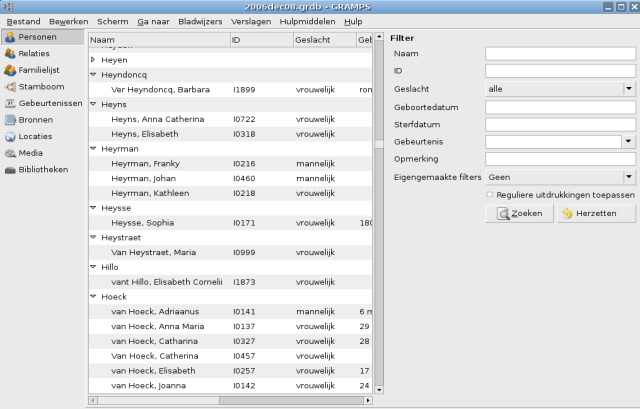 2006dec08.grdb - GRAMPS
Bestand Bewerken Scherm Ga naar Bladwijzers Verslagen Hulpmiddelen Hulp
Personen
Relaties
Familielijst
Stamboom
Gebeurtenissen
Bronnen
Locaties
Media
Bibliotheken
Naam ID Geslacht Geb
Heyen
Heyndoncq
Ver Heyndoncq, Barbara I1899 vrouwelijk ron
Heyns
Heyns, Anna Catherina I0722 vrouwelijk
Heyns, Elisabeth I0318 vrouwelijk
Heyrman
Heyrman, Franky I0216 mannelijk
Heyrman, Johan I0460 mannelijk
Heyrman, Kathleen I0218 vrouwelijk
Heysse
Heysse, Sophia I0171 vrouwelijk 180
Heystraet
Van Heystraet, Maria I0999 vrouwelijk
Hillo
vant Hillo, Elisabeth Cornelii I1873 vrouwelijk
Hoeck
van Hoeck, Adriaanus I0141 mannelijk 6 m
van Hoeck, Anna Maria I0137 vrouwelijk 29
van Hoeck, Catharina I0327 vrouwelijk 28
Van Hoeck, Catherina I0457 vrouwelijk
van Hoeck, Elisabeth I0257 vrouwelijk 17
van Hoeck, Joanna I0142 vrouwelijk 24
Filter
Naam
ID
Geslacht alle
Geboortedatum
Sterfdatum
Gebeurtenis
Opmerking
Eigengemaakte filters Geen
Reguliere uitdrukkingen toepassen
Zoeken Herzetten